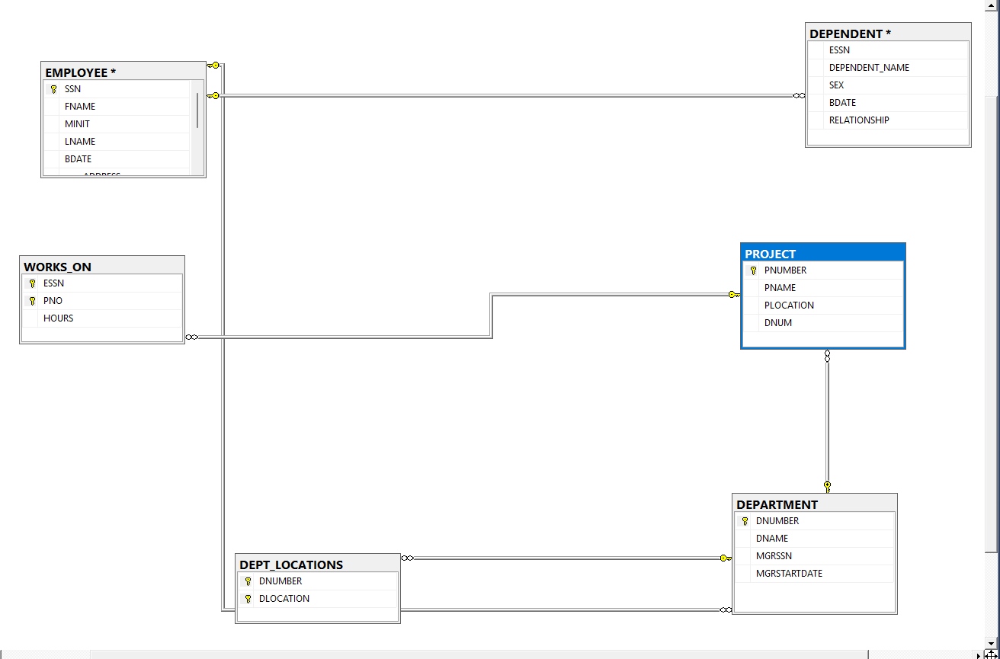 EMPLOYEE *
SSN
FNAME
MINIT
LNAME
BDATE
ADDRESS
DEPENDENT *
ESSN
DEPENDENT_NAME
SEX
BDATE
RELATIONSHIP
WORKS_ON
ESSN
PNO
HOURS
PROJECT
PNUMBER
PNAME
PLOCATION
DNUM
DEPARTMENT
DNUMBER
DNAME
MGRSSN
MGRSTARTDATE
DEPT_LOCATIONS
DNUMBER
DLOCATION